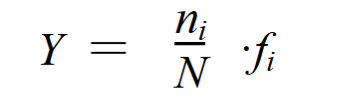 Y = n_i/N · f_i